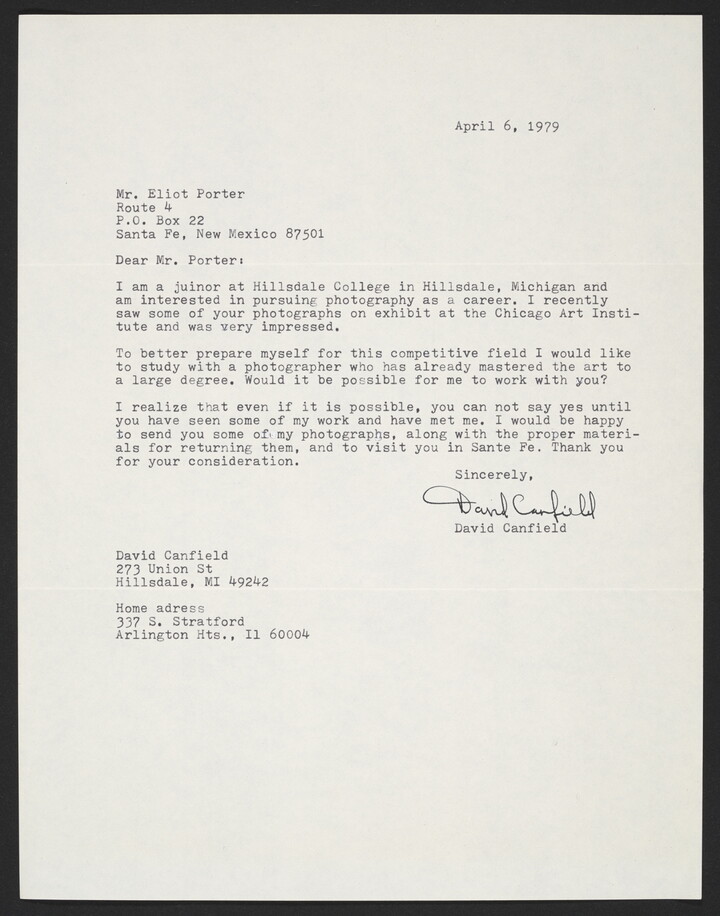 April 6, 1979
Mr. Eliot Porter
Route 4
P.O. Box 22
Santa Fe, New Mexico 87501
Dear Mr. Porter:
I am a juinor at Hillsdale College in Hillsdale, Michigan and
am interested in pursuing photography as a career. I recently
saw some of your photographs on exhibit at the Chicago Art Insti-
tute and was very impressed.
To better prepare myself for this competitive field I would like
to study with a photographer who has already mastered the art to
a large degree. Would it be possible for me to work with you?
I realize that even if it is possible, you can not say yes until
you have seen some of my work and have met me. I would be happy
to send you some of my photographs, along with the proper materi-
als for returning them, and to visit you in Sante Fe. Thank you
for your consideration.
Sincerely,
David Canfield
David Canfield
David Canfield
273 Union St
Hillsdale, MI 49242
Home adress
337 S. Stratford
Arlington Hts., Il 60004